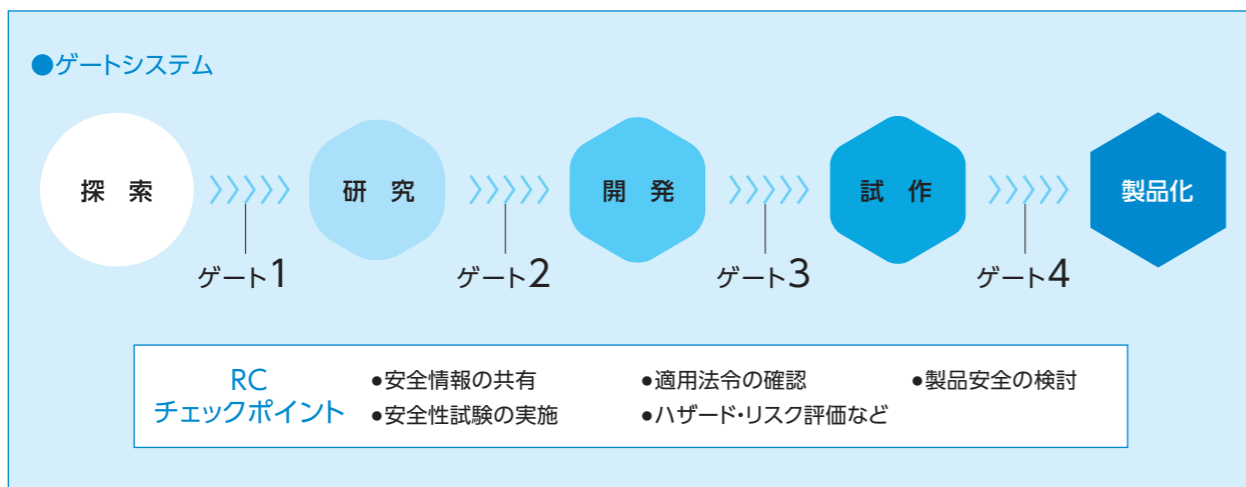 ●ゲートシステム
探 索
研 究
開 発
試 作
製品化
ゲート1
ゲート2
ゲート3
ゲート4
RC
チェックポイント
●安全情報の共有
●適用法令の確認
●製品安全の検討
●安全性試験の実施
●ハザード・リスク評価など